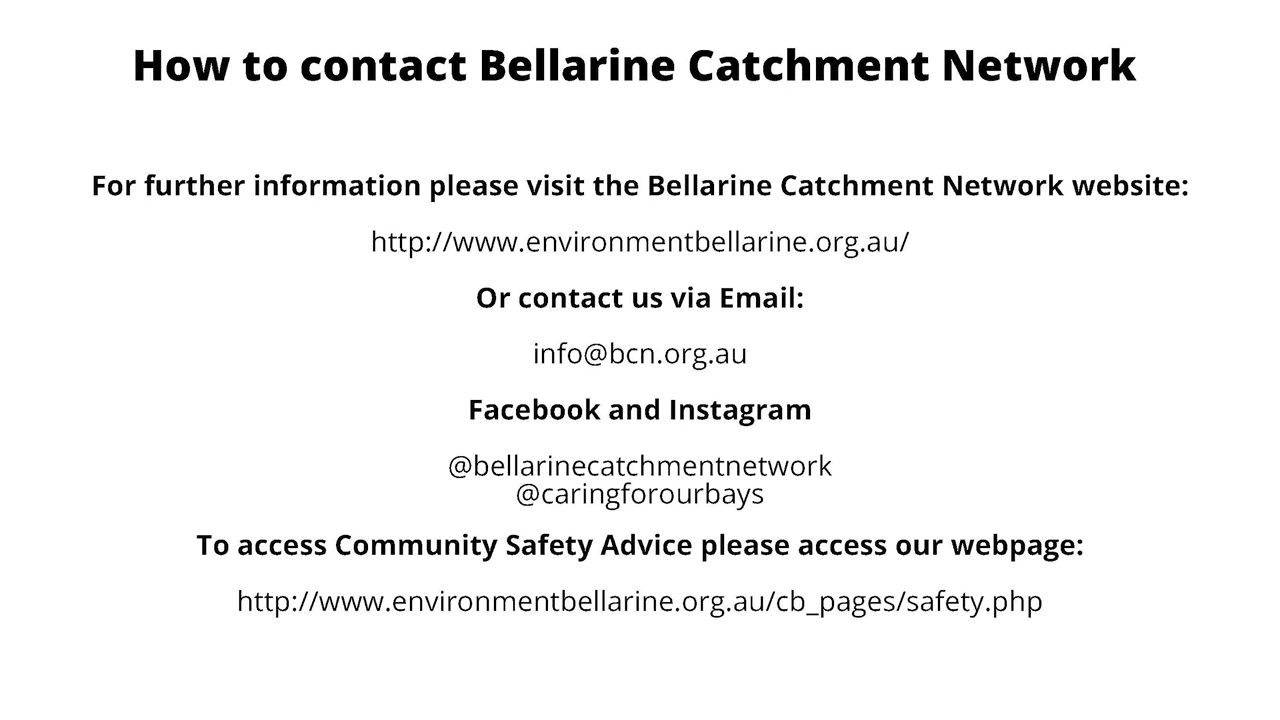 How to contact Bellarine Catchment Network
For further information please visit the Bellarine Catchment Network website:
http://www.environmentbellarine.org.au/
Or contact us via Email:
info@bcn.org.au
Facebook and Instagram
@bellarinecatchmentnetwork
@caringforourbays
To access Community Safety Advice please access our webpage:
http://www.environmentbellarine.org.au/cb_pages/safety.php